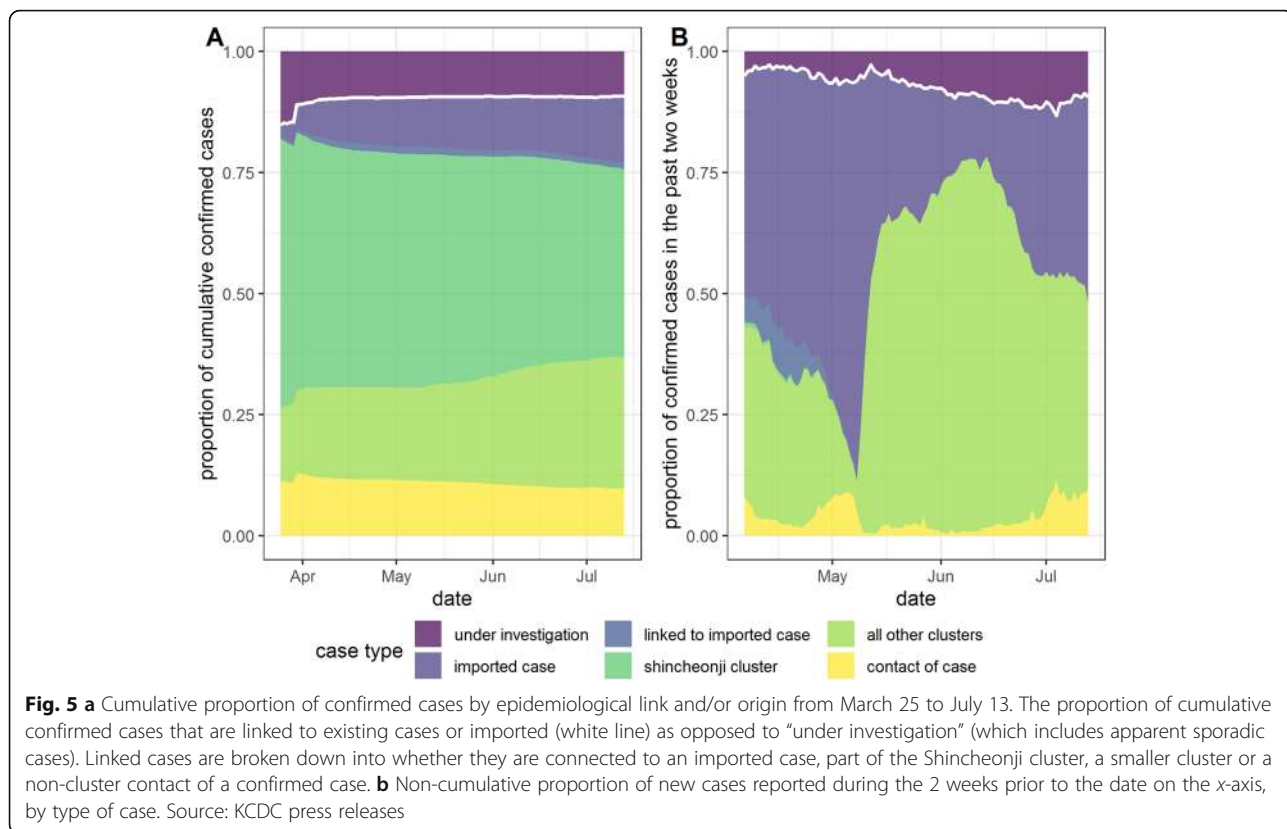 A
B
proportion of cumulative confirmed cases
1.00
0.75
0.50
0.25
0.00
Apr
May
Jun
Jul
date
proportion of confirmed cases in the past two weeks
1.00
0.75
0.50
0.25
0.00
May
Jun
Jul
date
case type
under investigation
linked to imported case
all other clusters
imported case
shincheonji cluster
contact of case
Fig. 5 a Cumulative proportion of confirmed cases by epidemiological link and/or origin from March 25 to July 13. The proportion of cumulative
confirmed cases that are linked to existing cases or imported (white line) as opposed to “under investigation” (which includes apparent sporadic
cases). Linked cases are broken down into whether they are connected to an imported case, part of the Shincheonji cluster, a smaller cluster or a
non-cluster contact of a confirmed case. b Non-cumulative proportion of new cases reported during the 2 weeks prior to the date on the x-axis,
by type of case. Source: KCDC press releases